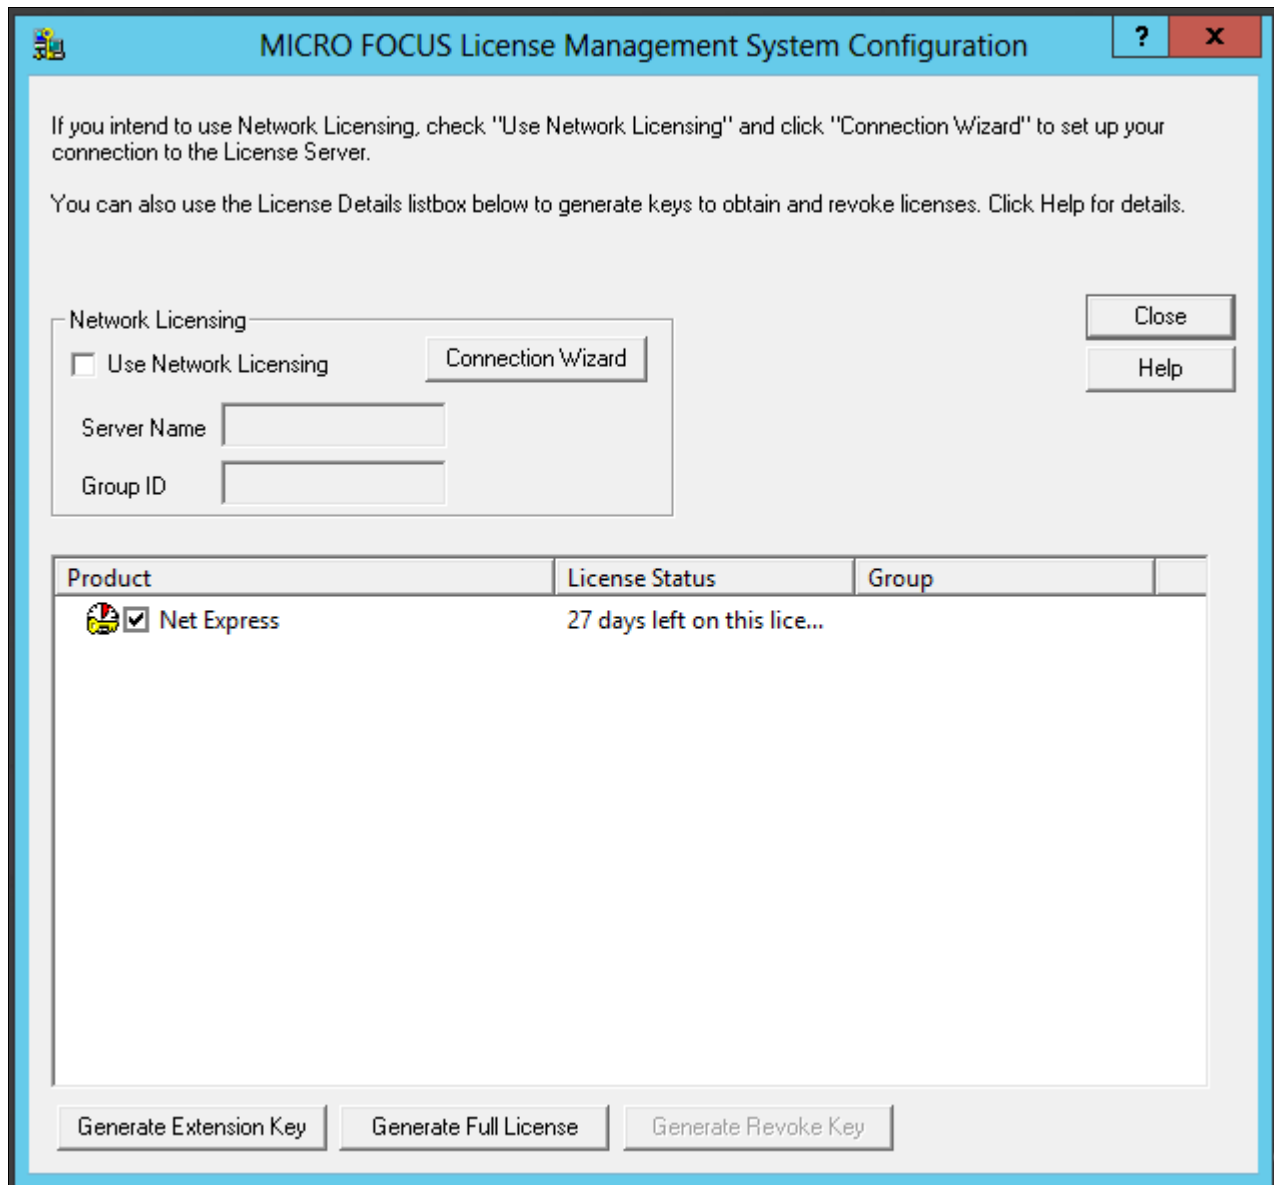 MICRO FOCUS License Management System Configuration
?
x
If you intend to use Network Licensing, check "Use Network Licensing" and click "Connection Wizard" to set up your
connection to the License Server.
You can also use the License Details listbox below to generate keys to obtain and revoke licenses. Click Help for details.
Network Licensing
Use Network Licensing
Connection Wizard
Server Name
Group ID
Close
Help
Product License Status Group
Net Express 27 days left on this lice...
Generate Extension Key
Generate Full License
Generate Revoke Key